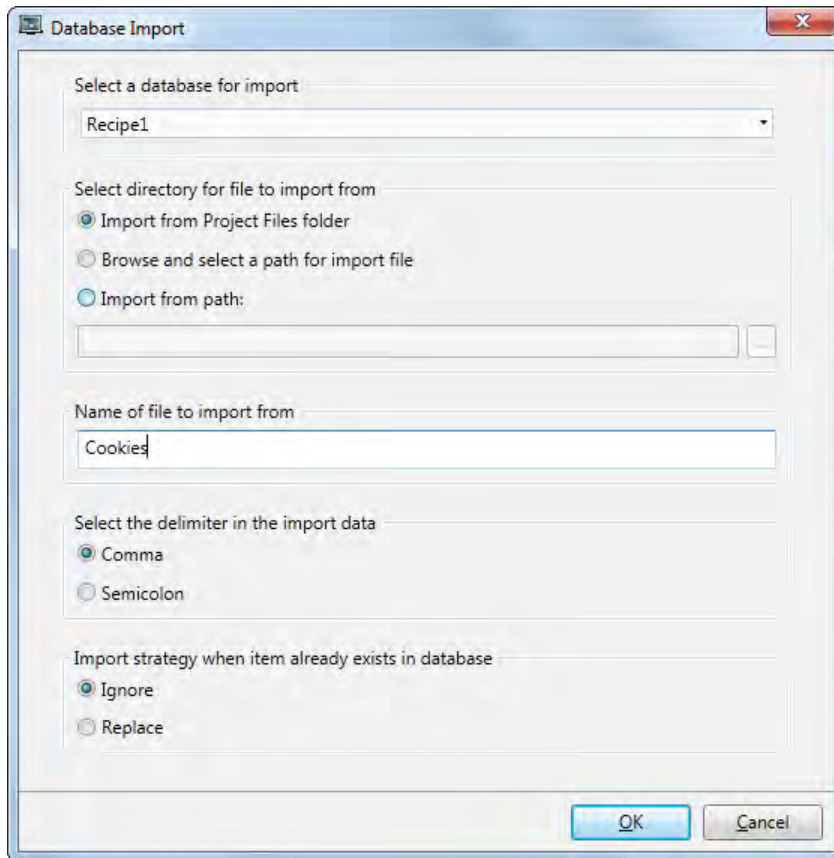 Database Import
Select a database for import
Recipe1
Select directory for file to import from
Import from Project Files folder
Browse and select a path for import file
Import from path:
...
Name of file to import from
Cookies
Select the delimiter in the import data
Comma
Semicolon
Import strategy when item already exists in database
Ignore
Replace
OK
Cancel